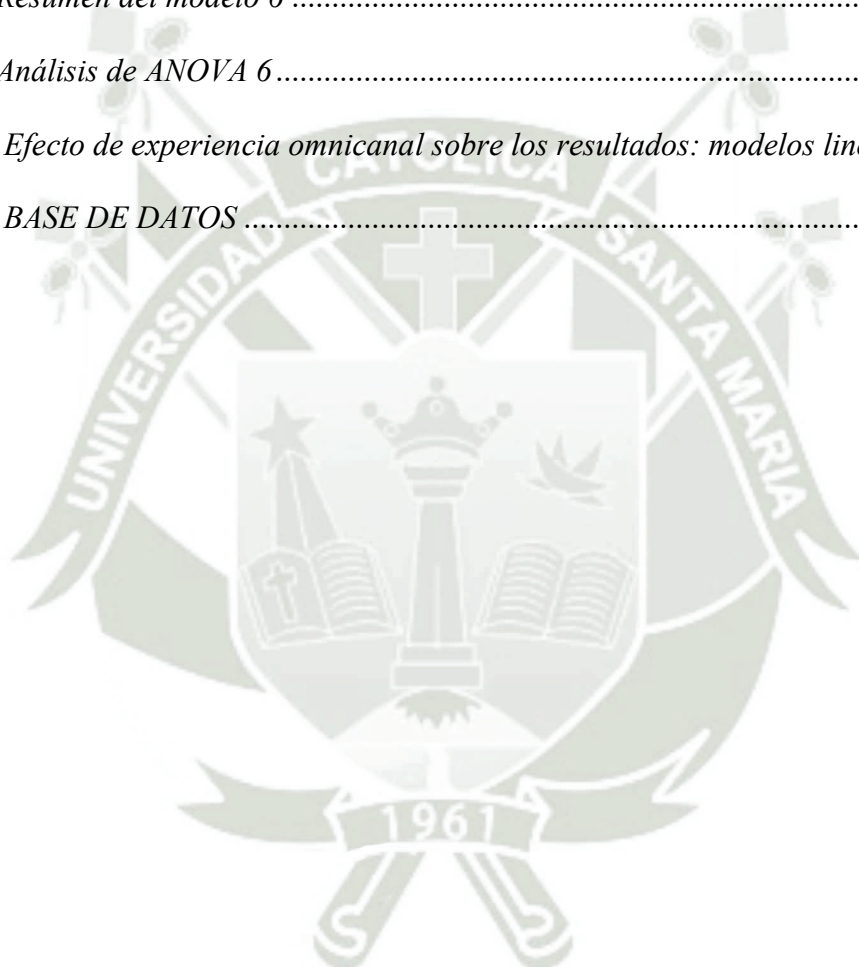 Resumen del modelo 6 ........................................................................
Análisis de ANOVA 6 ........................................................................
Efecto de experiencia omnicanal sobre los resultados: modelos
BASE DE DATOS ........................................................................
UNIVERSIDAD CATOLICA SANTA MARIA
1961